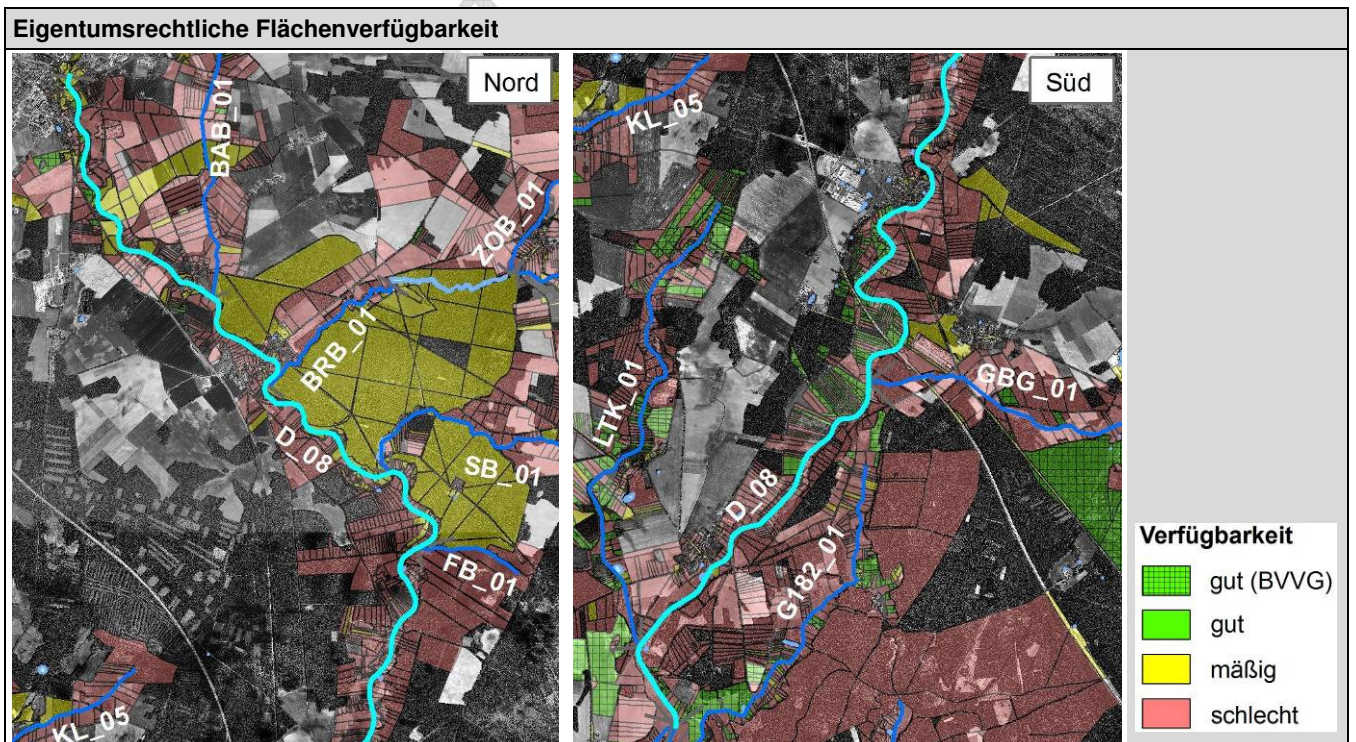 Eigentumsrechtliche Flächenverfügbarkeit
Nord
BAB_01
ZOB_01
BRB_01
D_08
SB_01
FB_01
KL_05
Süd
KL_05
LTK_01
GBG_01
D_08
G182_01
Verfügbarkeit
gut (BVVG)
gut
mäßig
schlecht